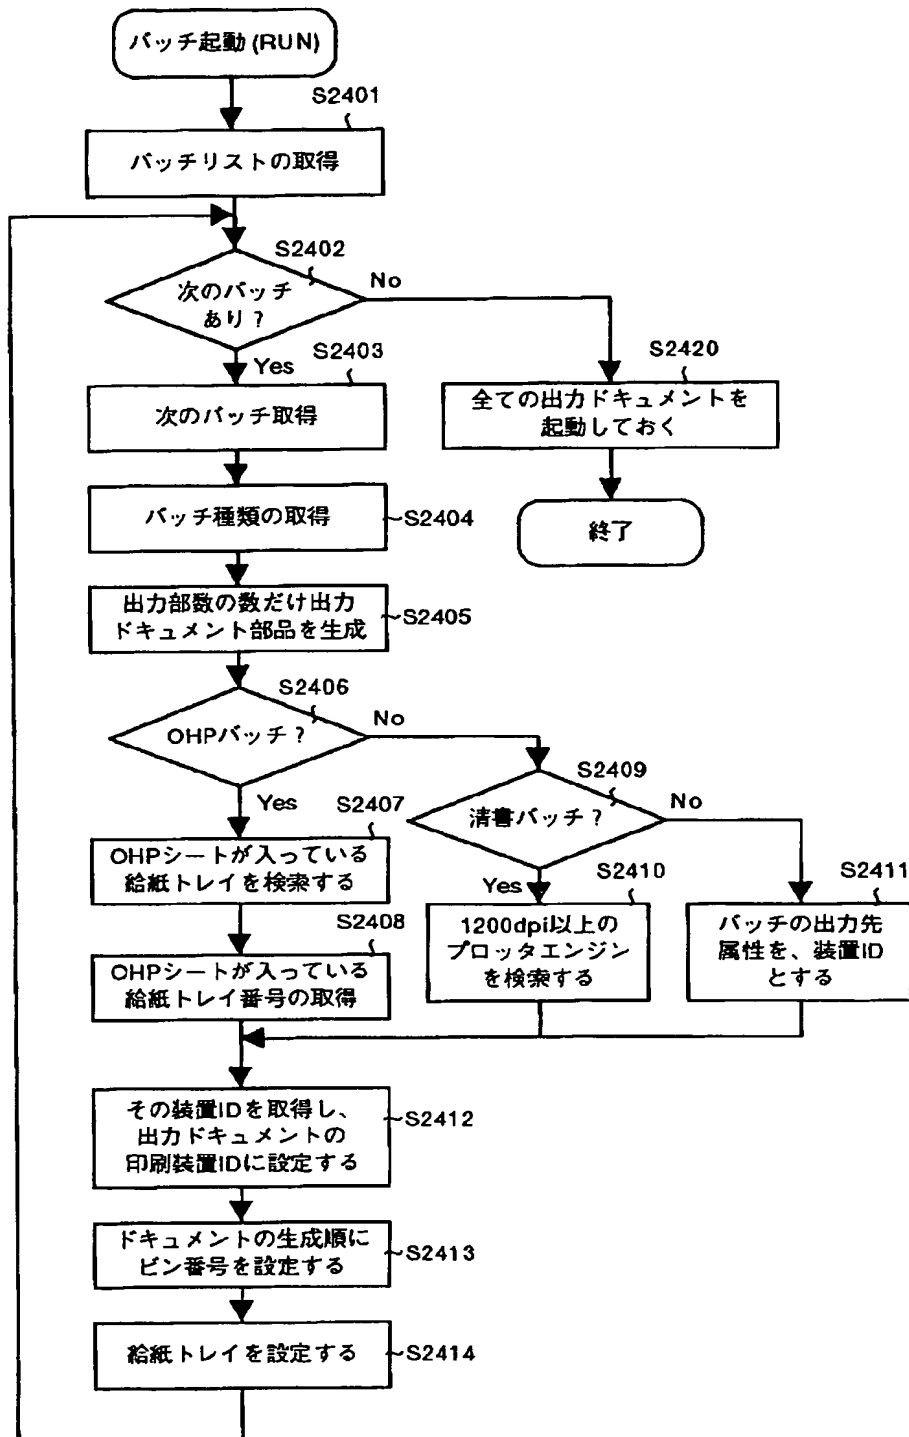 バッチ起動 (RUN)
S2401
バッチリストの取得
S2402
次のバッチ
あり？
No
Yes
S2403
次のバッチ取得
S2420
全ての出力ドキュメントを
起動しておく
終了
バッチ種類の取得
S2404
出力部数の数だけ出力
ドキュメント部品を生成
S2405
S2406
OHPバッチ？
No
Yes
S2407
OHPシートが入っている
給紙トレイを検索する
S2408
OHPシートが入っている
給紙トレイ番号の取得
S2409
清書バッチ？
No
Yes
S2410
1200dpi以上の
プロッタエンジン
を検索する
S2411
バッチの出力先
属性を、装置ID
とする
その装置IDを取得し、
出力ドキュメントの
印刷装置IDに設定する
S2412
ドキュメントの生成順に
ビン番号を設定する
S2413
給紙トレイを設定する
S2414